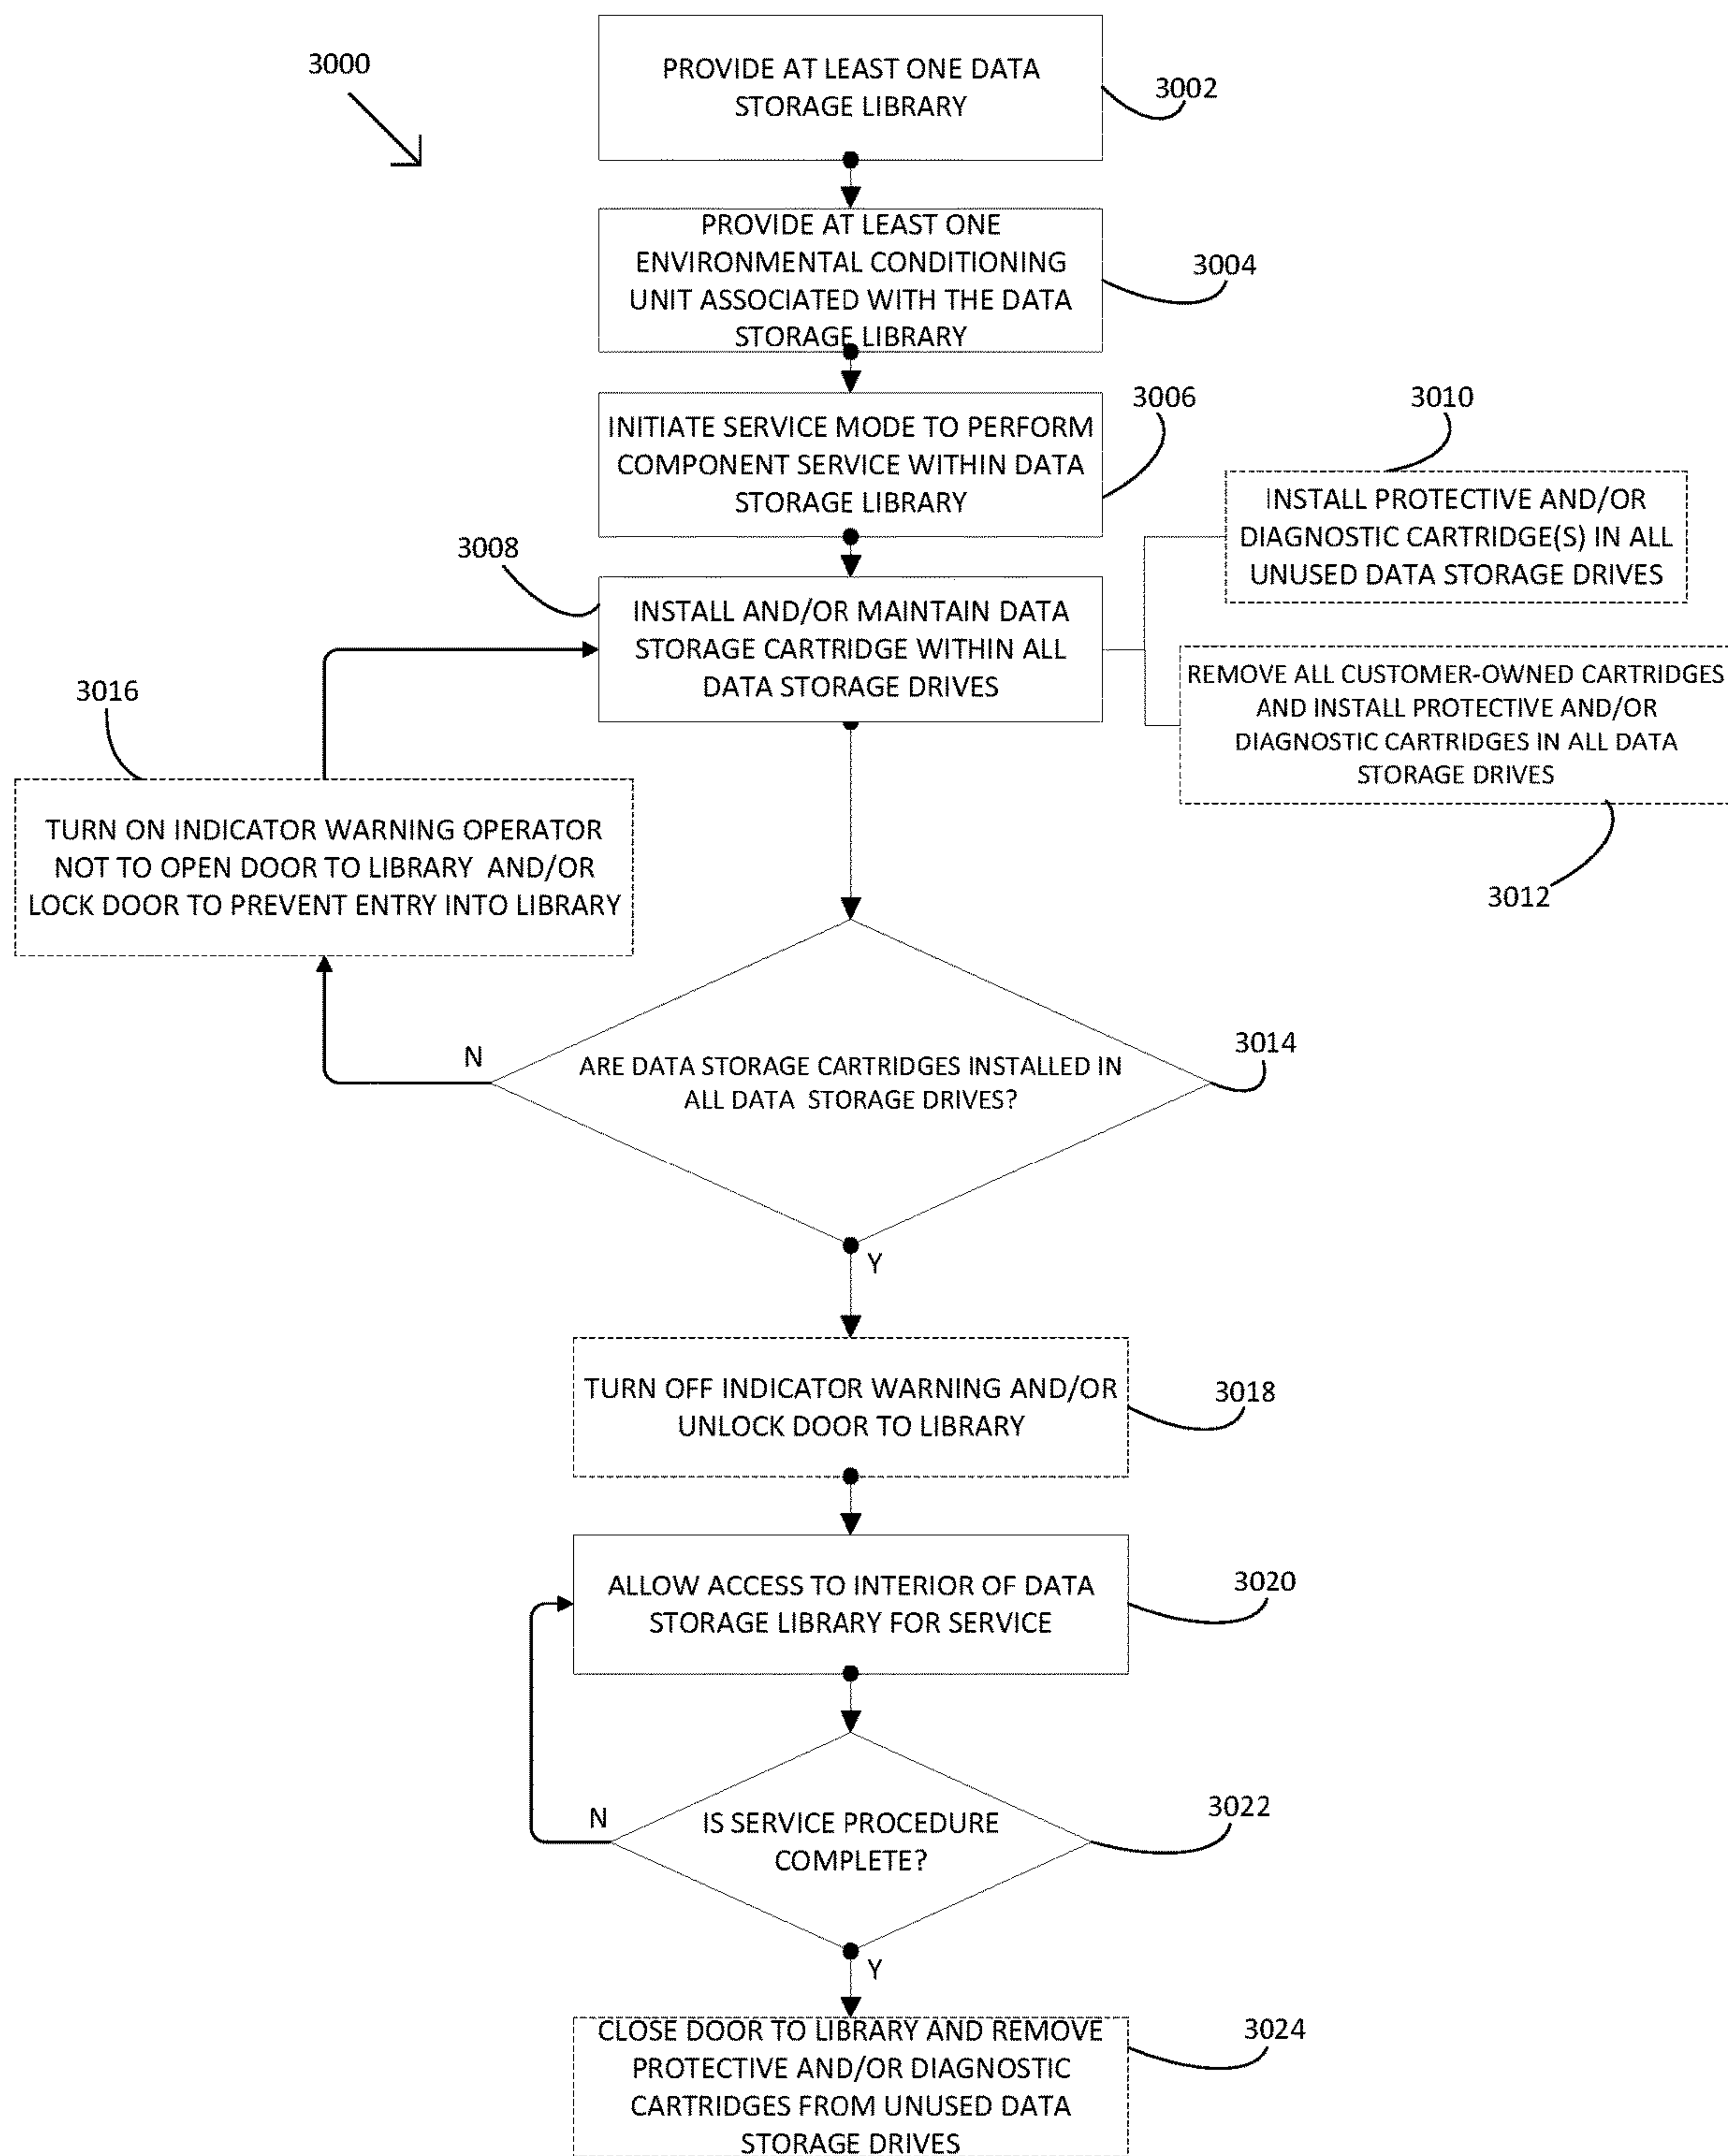 3000
PROVIDE AT LEAST ONE DATA
STORAGE LIBRARY
3002
PROVIDE AT LEAST ONE
ENVIRONMENTAL CONDITIONING
UNIT ASSOCIATED WITH THE DATA
STORAGE LIBRARY
3004
INITIATE SERVICE MODE TO PERFORM
COMPONENT SERVICE WITHIN DATA
STORAGE LIBRARY
3006
3008
INSTALL AND/OR MAINTAIN DATA
STORAGE CARTRIDGE WITHIN ALL
DATA STORAGE DRIVES
3010
INSTALL PROTECTIVE AND/OR
DIAGNOSTIC CARTRIDGE(S) IN ALL
UNUSED DATA STORAGE DRIVES
REMOVE ALL CUSTOMER-OWNED CARTRIDGES
AND INSTALL PROTECTIVE AND/OR
DIAGNOSTIC CARTRIDGES IN ALL DATA
STORAGE DRIVES
3012
3016
TURN ON INDICATOR WARNING OPERATOR
NOT TO OPEN DOOR TO LIBRARY AND/OR
LOCK DOOR TO PREVENT ENTRY INTO LIBRARY
N
ARE DATA STORAGE CARTRIDGES INSTALLED IN
ALL DATA STORAGE DRIVES?
3014
Y
TURN OFF INDICATOR WARNING AND/OR
UNLOCK DOOR TO LIBRARY
3018
ALLOW ACCESS TO INTERIOR OF DATA
STORAGE LIBRARY FOR SERVICE
3020
N
IS SERVICE PROCEDURE
COMPLETE?
3022
Y
CLOSE DOOR TO LIBRARY AND REMOVE
PROTECTIVE AND/OR DIAGNOSTIC
CARTRIDGES FROM UNUSED DATA
STORAGE DRIVES
3024